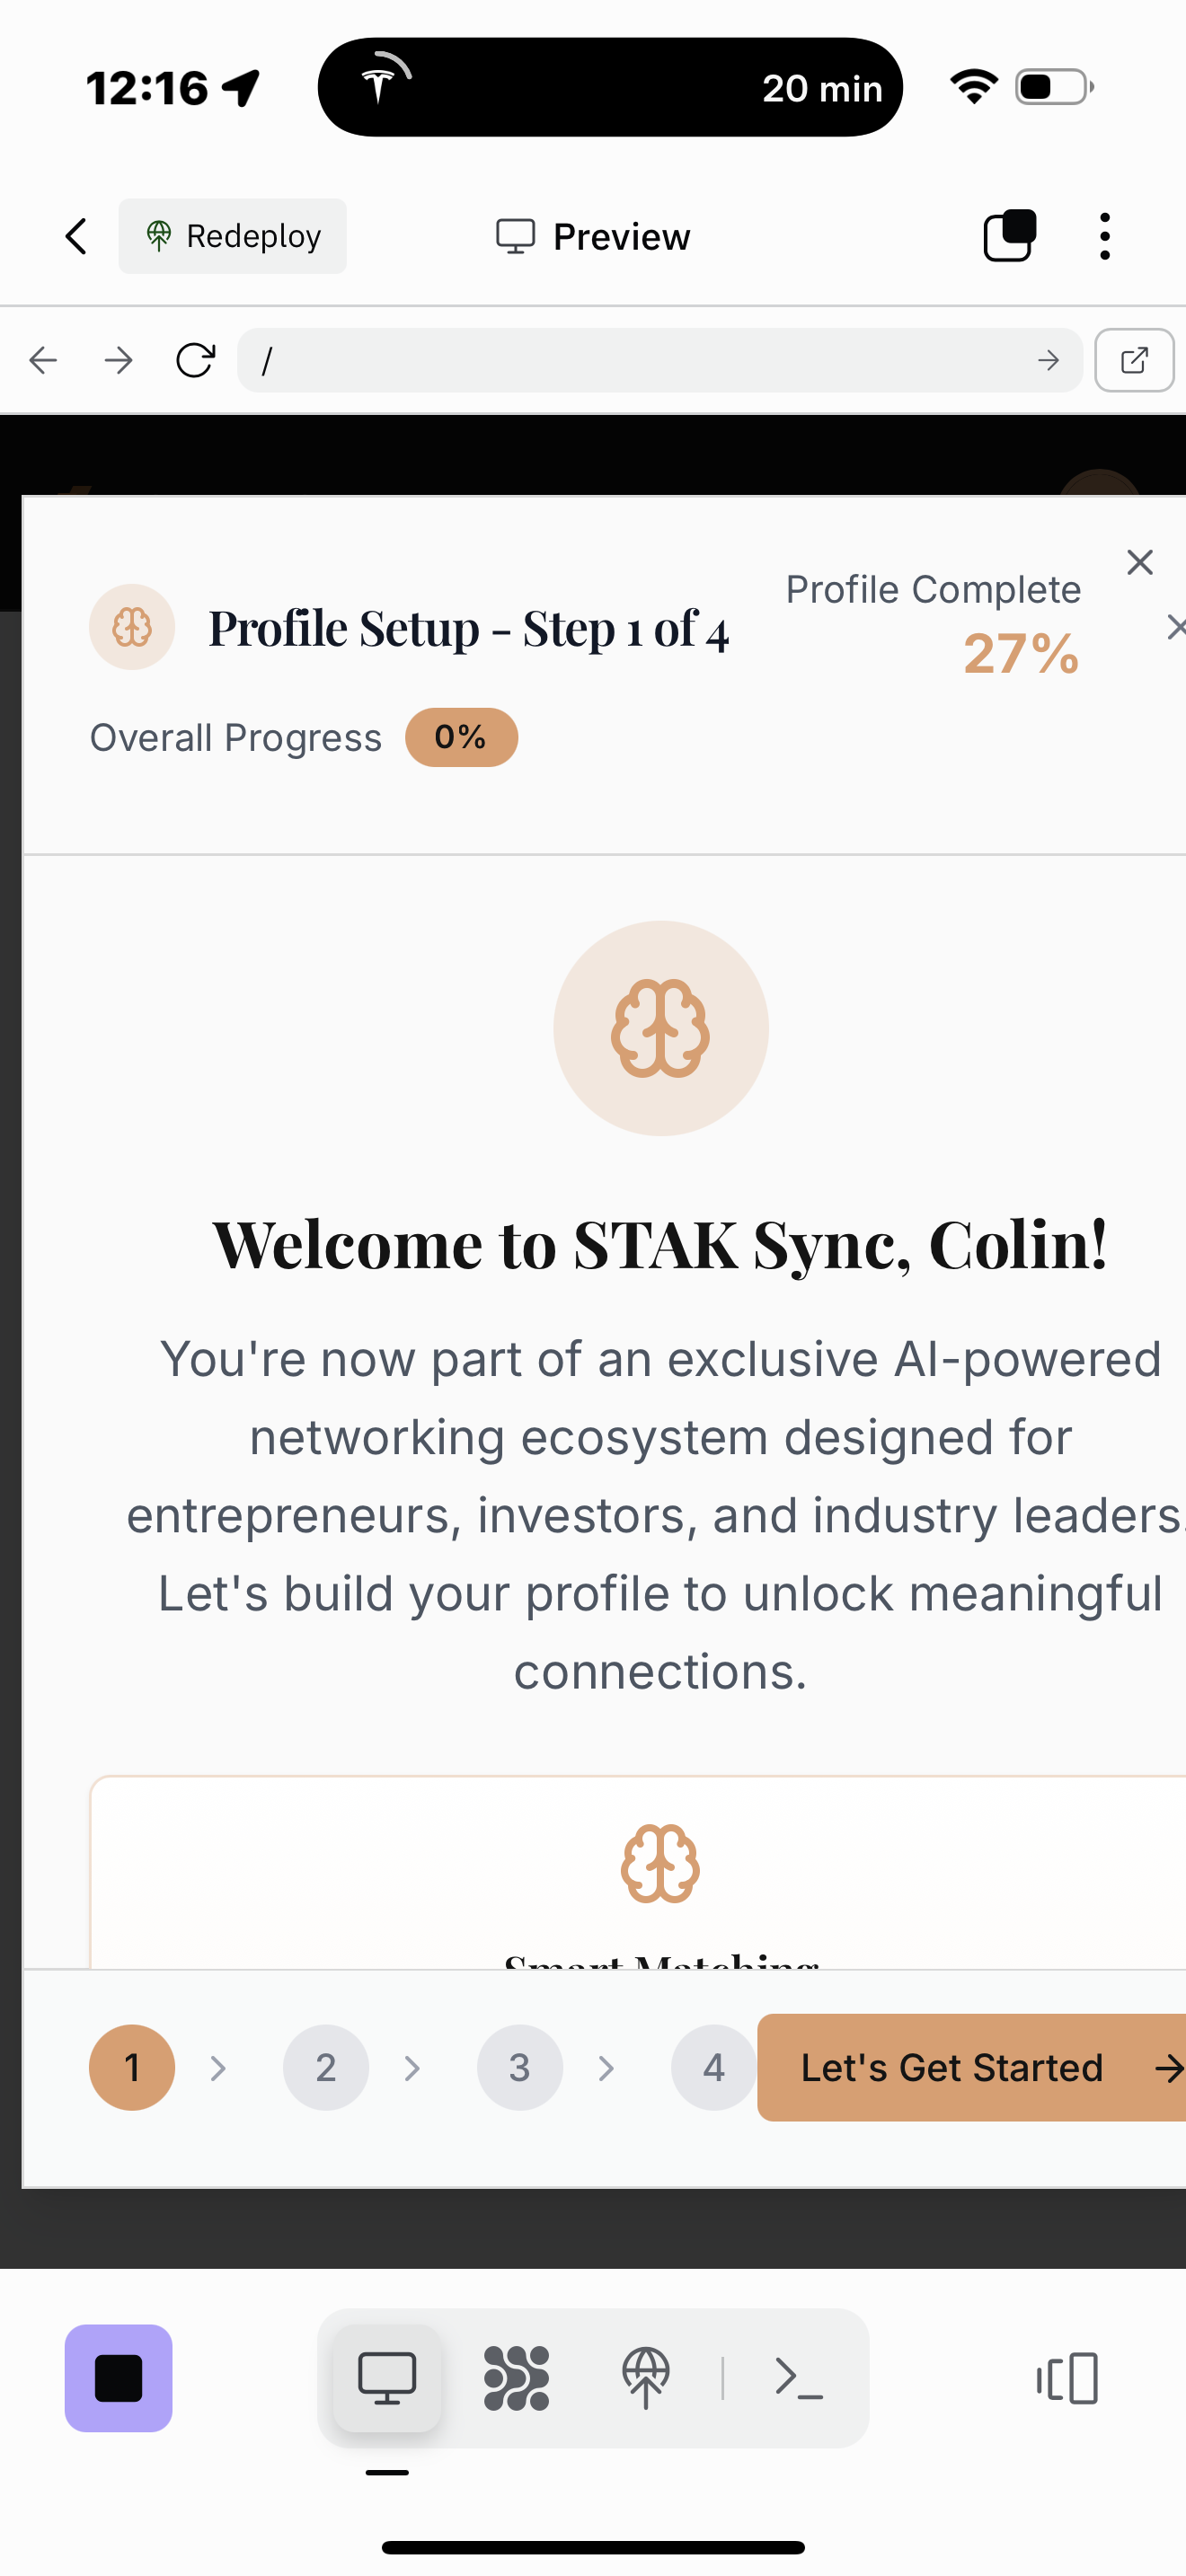 12:16
20 min
Redeploy
Preview
/
Profile Complete
Profile Setup - Step 1 of 4
27%
Overall Progress 0%
Welcome to STAK Sync, Colin!
You're now part of an exclusive AI-powered
networking ecosystem designed for
entrepreneurs, investors, and industry leaders.
Let's build your profile to unlock meaningful
connections.
Smart Matching
1 2 3 4 Let's Get Started